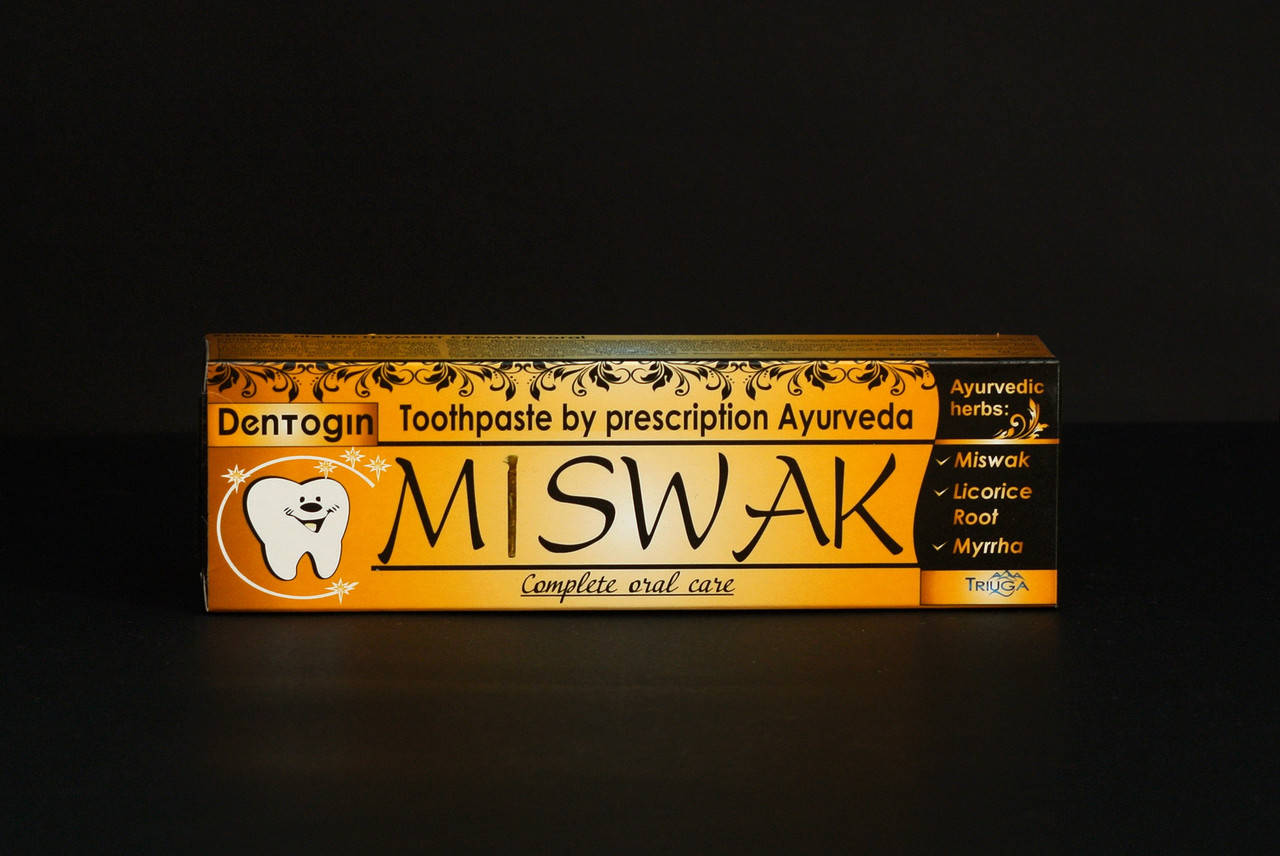 Dentogin
Toothpaste by prescription Ayurveda
MISWAK
Complete oral care
Ayurvedic
herbs:
Miswak
Licorice
Root
Myrrha
TRIUGA